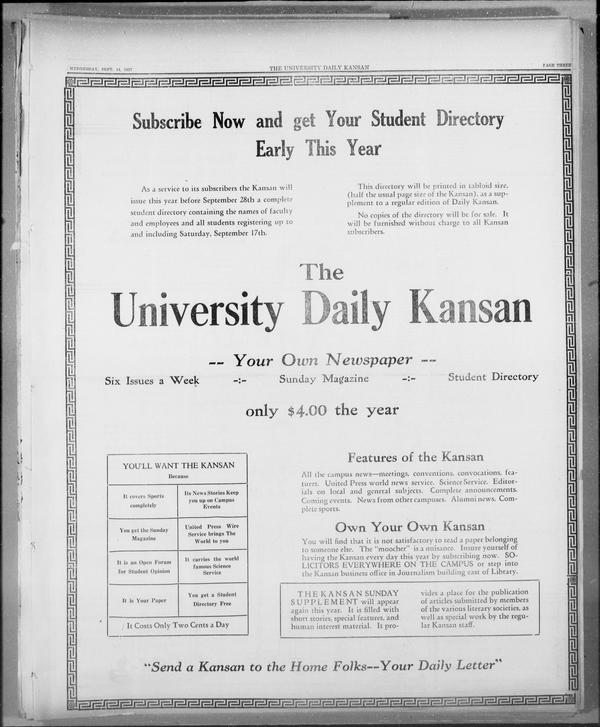 WEDNESDAY, SEPT. 14, 1927
THE UNIVERSITY DAILY KANSAN
PAGE THREE
Subscribe Now and get Your Student Directory
Early This Year
As a service to its subscribers the Kansan will
issue this year before September 28th a complete
student directory containing the names of faculty
and employees and all students registering up to
and including Saturday, September 17th.
This directory will be printed in tabloid size,
(half the usual page size of the Kansan), as a sup-
plement to a regular edition of Daily Kansan.
No copies of the directory will be for sale. It
will be furnished without charge to all Kansan
subscribers.
The
University Daily Kansan
-- Your Own Newspaper --
Six Issues a Week -:- Sunday Magazine -:- Student Directory
only $4.00 the year
YOU'LL WANT THE KANSAN
Because
It covers Sports
completely
Its News Stories Keep
you up on Campus
Events
You get the Sunday
Magazine
United Press Wire
Service brings The
World to you
It is an Open Forum
for Student Opinion
It carries the world
famous Science
Service
It is Your Paper
You get a Student
Directory Free
It Costs Only Two Cents a Day
Features of the Kansan
All the campus news—meetings, conventions, convocations, fea-
tures. United Press world news service. Science Service. Editor-
ials on local and general subjects. Complete announcements.
Coming events. News from other campuses. Alumni news. Com-
plete sports.
Own Your Own Kansan
You will find that it is not satisfactory to read a paper belonging
to someone else. The "moocher" is a nuisance. Insure yourself of
having the Kansan every day this year by subscribing now. SO-
LICITORS EVERYWHERE ON THE CAMPUS or step into
the Kansan business office in Journalism building east of Library.
THE KANSAN SUNDAY
SUPPLEMENT will appear
again this year. It is filled with
short stories, special features, and
human interest material. It pro-
vides a place for the publication
of articles submitted by members
of the various literary societies, as
well as special work by the regu-
lar Kansan staff.
"Send a Kansan to the Home Folks--Your Daily Letter"